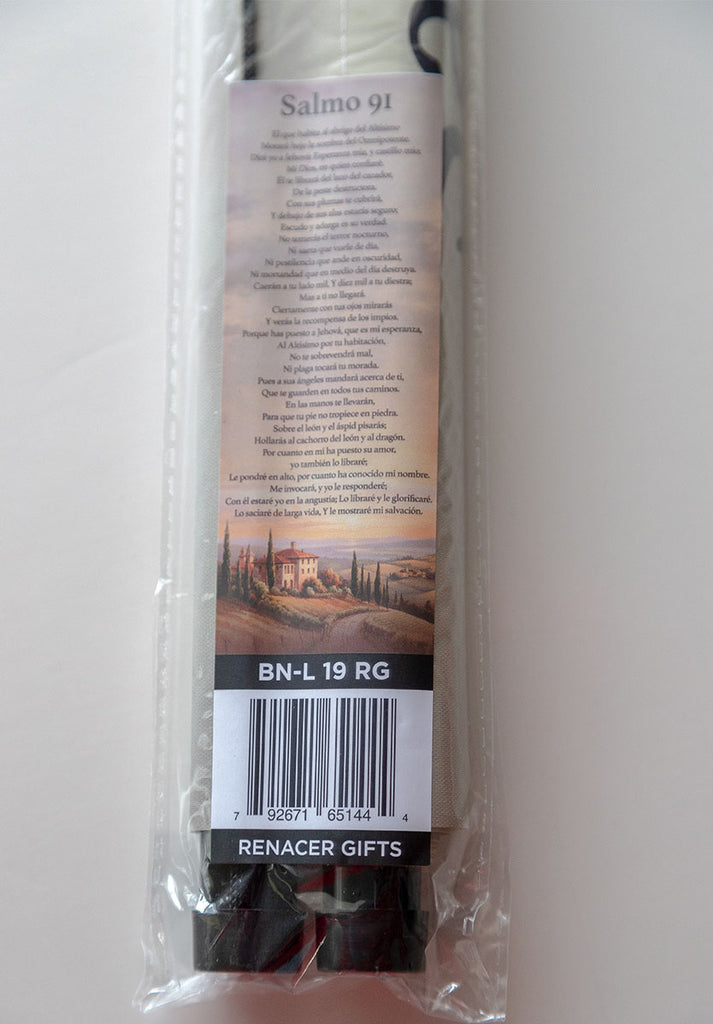 Salmo 91
El que habita al abrigo del Altísimo
Morará bajo la sombra del Omnipotente.
Diré yo a Jehová: Esperanza mía, y castillo mío;
Mi Dios, en quien confiaré.
El te librará del lazo del cazador,
De la peste destructora.
Con sus plumas te cubrirá,
Y debajo de sus alas estarás seguro;
Escudo y adarga es su verdad.
No temerás el terror nocturno,
Ni saeta que vuele de día,
Ni pestilencia que ande en oscuridad,
Ni mortandad que en medio del día destruya.
Caerán a tu lado mil, Y diez mil a tu diestra;
Mas a ti no llegará.
Ciertamente con tus ojos mirarás
Y verás la recompensa de los impíos.
Porque has puesto a Jehová, que es mi esperanza,
Al Altísimo por tu habitación,
No te sobrevendrá mal,
Ni plaga tocará tu morada.
Pues a sus ángeles mandará acerca de ti,
Que te guarden en todos tus caminos.
En las manos te llevarán,
Para que tu pie no tropiece en piedra.
Sobre el león y el áspid pisarás;
Hollarás al cachorro del león y al dragón.
Por cuanto en mí ha puesto su amor,
yo también lo libraré;
Le pondré en alto, por cuanto ha conocido mi nombre.
Me invocará, y yo le responderé;
Con él estaré yo en la angustia; Lo libraré y le glorificaré.
Lo saciaré de larga vida, Y le mostraré mi salvación.
BN-L 19 RG
7 92671 65144 4
RENACER GIFTS